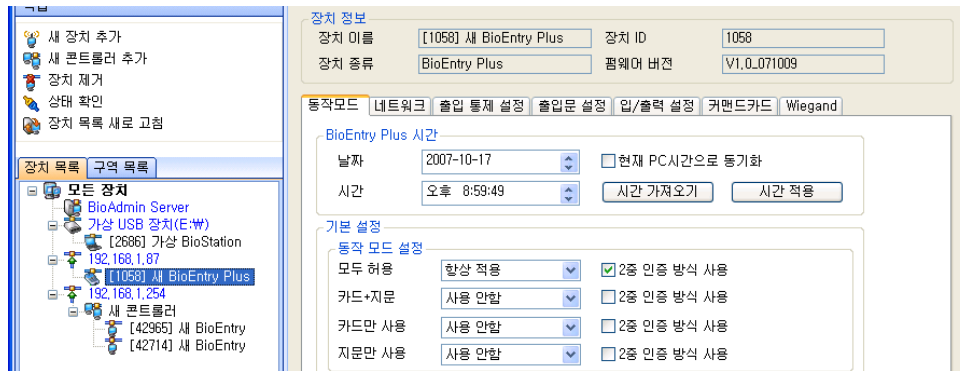 새 장치 추가
새 콘트롤러 추가
장치 제거
상태 확인
장치 목록 새로 고침
장치 목록 구역 목록
모든 장치
BioAdmin Server
가상 USB 장치(E:₩)
[2686] 가상 BioStation
192.168.1.87
[1058] 새 BioEntry Plus
192.168.1.254
새 콘트롤러
[42965] 새 BioEntry
[42714] 새 BioEntry
장치 정보
장치 이름 [1058] 새 BioEntry Plus 장치 ID 1058
장치 종류 BioEntry Plus 펌웨어 버전 V1.0_071009
동작모드 네트워크 출입 통제 설정 출입문 설정 입/출력 설정 커맨드카드 Wiegand
BioEntry Plus 시간
날짜 2007-10-17 현재 PC시간으로 동기화
시간 오후 8:59:49 시간 가져오기 시간 적용
기본 설정
동작 모드 설정
모두 허용 항상 적용 2중 인증 방식 사용
카드+지문 사용 안함 2중 인증 방식 사용
카드만 사용 사용 안함 2중 인증 방식 사용
지문만 사용 사용 안함 2중 인증 방식 사용